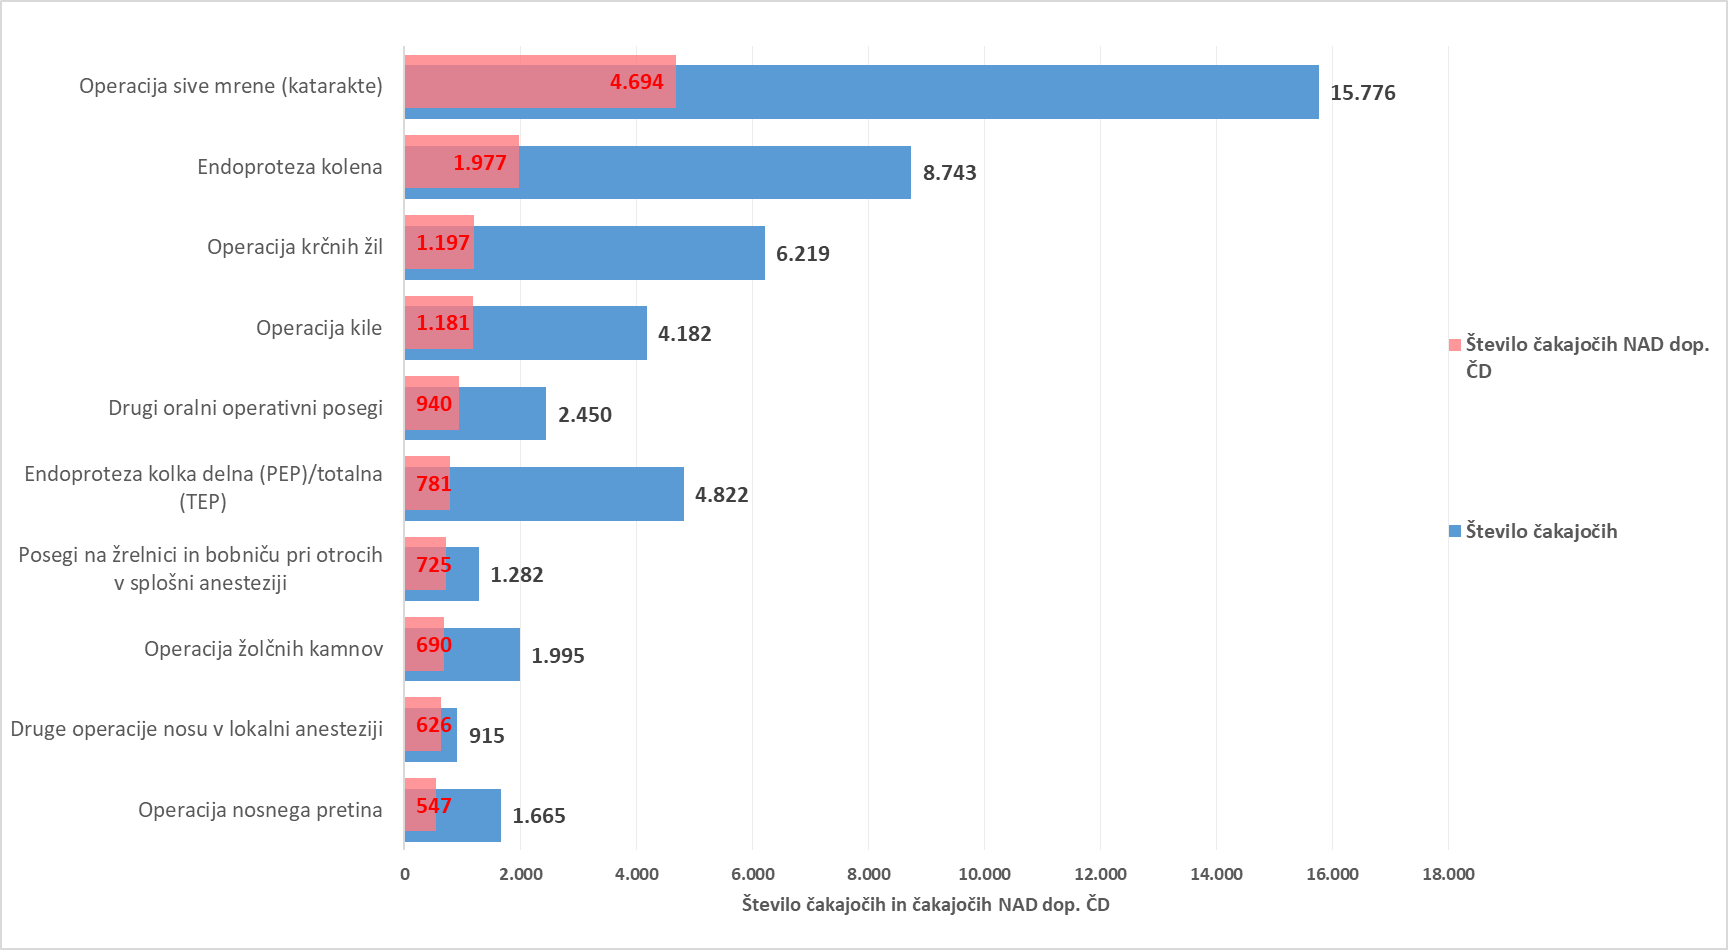 Operacija sive mrene (katarakte)
4.694
15.776
Endoproteza kolena
1.977
8.743
Operacija krčnih žil
1.197
6.219
Operacija kile
1.181
4.182
Drugi oralni operativni posegi
940
2.450
Endoproteza kolka delna (PEP)/totalna
(TEP)
781
4.822
Posegi na žrelnici in bobniču pri otrocih
v splošni anesteziji
725
1.282
Operacija žolčnih kamnov
690
1.995
Druge operacije nosu v lokalni anesteziji
626
915
Operacija nosnega pretina
547
1.665
0 2.000 4.000 6.000 8.000 10.000 12.000 14.000 16.000 18.000
Število čakajočih in čakajočih NAD dop. ČD
Število čakajočih NAD dop.
ČD
Število čakajočih